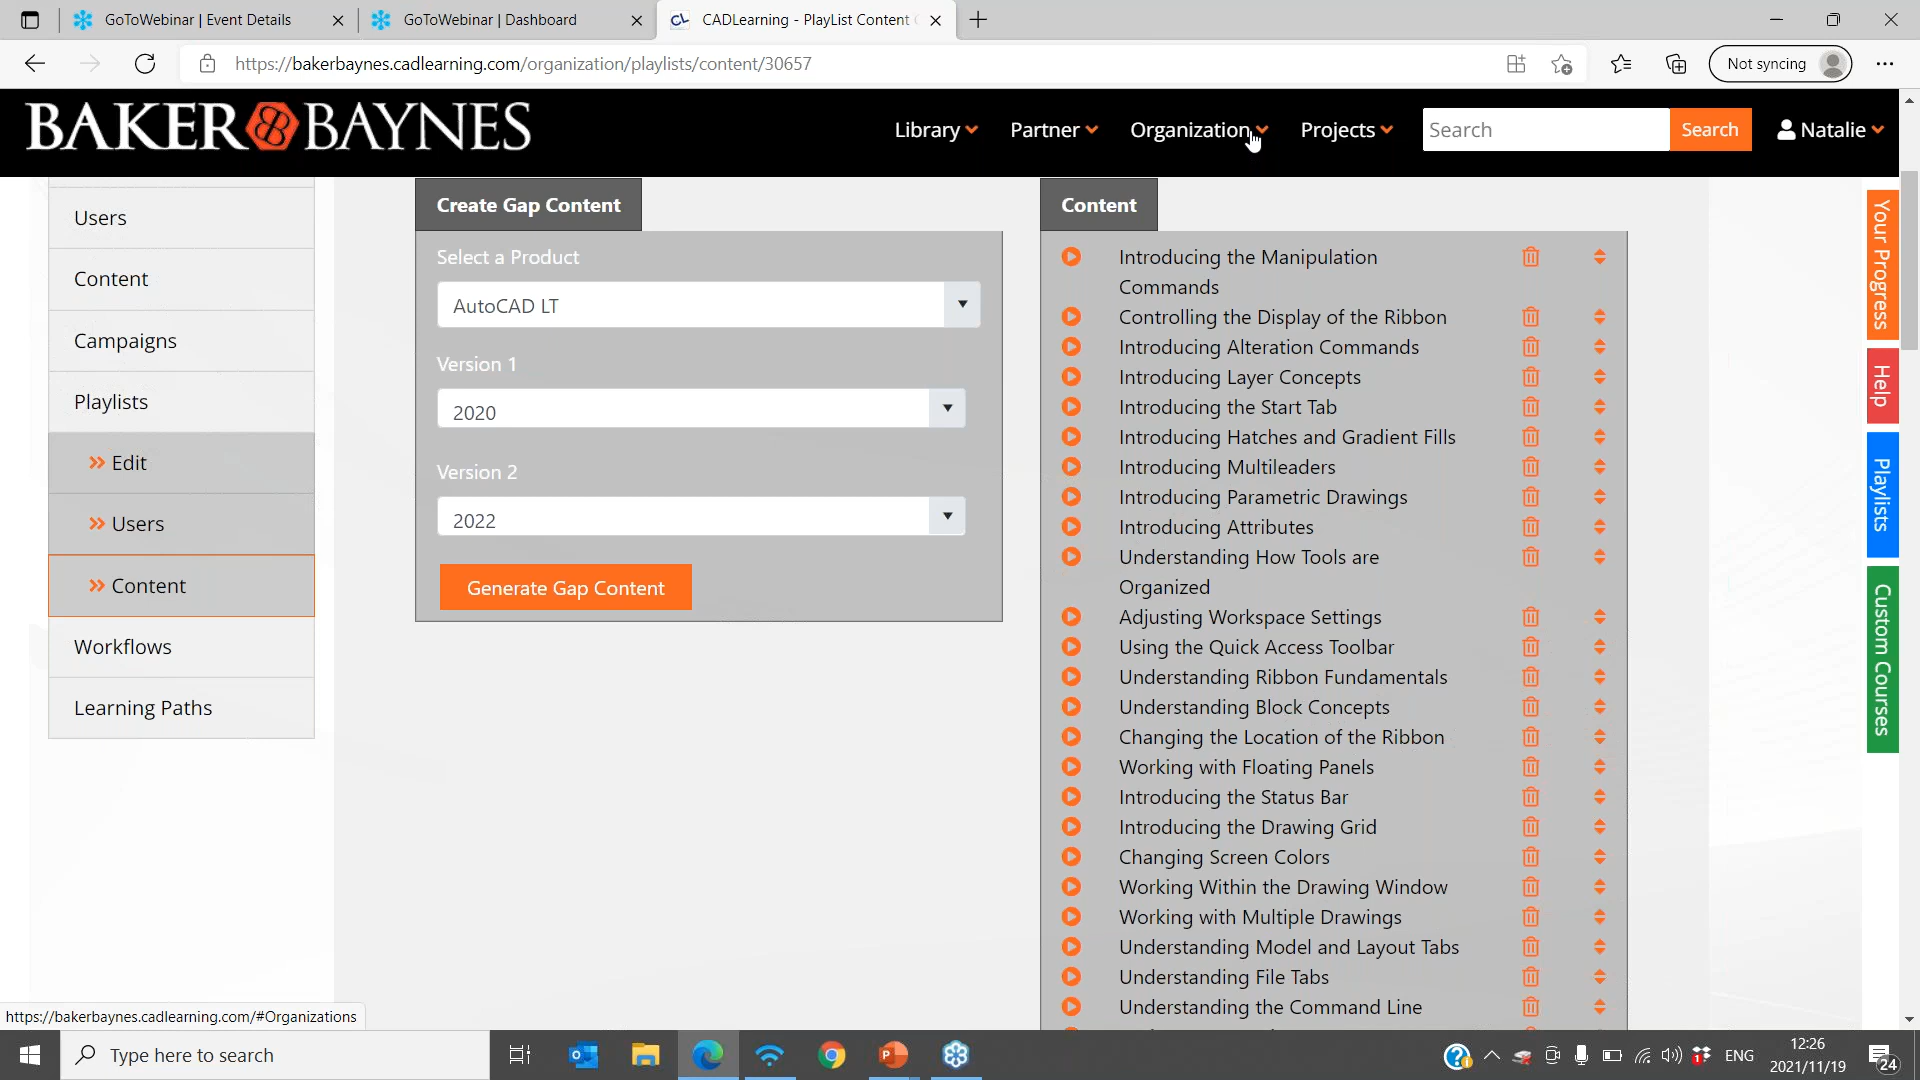 GoToWebinar | Event Details
GoToWebinar | Dashboard
CADLearning - PlayList Content
https://bakerbaynes.cadlearning.com/organization/playlists/content/30657
Not syncing
BAKER BAYNES
Library
Partner
Organization
Projects
Search
Search
Natalie
Users
Content
Campaigns
Playlists
Edit
Users
Content
Workflows
Learning Paths
Create Gap Content
Select a Product
AutoCAD LT
Version 1
2020
Version 2
2022
Generate Gap Content
Content
Introducing the Manipulation
Commands
Controlling the Display of the Ribbon
Introducing Alteration Commands
Introducing Layer Concepts
Introducing the Start Tab
Introducing Hatches and Gradient Fills
Introducing Multileaders
Introducing Parametric Drawings
Introducing Attributes
Understanding How Tools are
Organized
Adjusting Workspace Settings
Using the Quick Access Toolbar
Understanding Ribbon Fundamentals
Understanding Block Concepts
Changing the Location of the Ribbon
Working with Floating Panels
Introducing the Status Bar
Introducing the Drawing Grid
Changing Screen Colors
Working Within the Drawing Window
Working with Multiple Drawings
Understanding Model and Layout Tabs
Understanding File Tabs
Understanding the Command Line
Your Progress
Help
Playlists
Custom Courses
https://bakerbaynes.cadlearning.com/#Organizations
Type here to search
ENG
12:26
2021/11/19
24